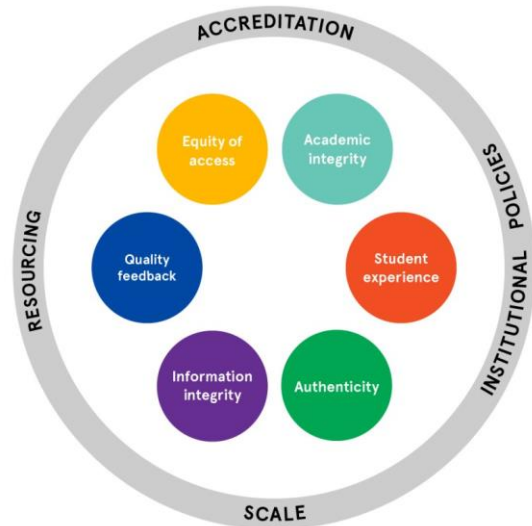 ACCREDITATION
Equity of
access
Academic
integrity
RESOURCING
Quality
feedback
Student
experience
INSTITUTIONAL POLICIES
Information
integrity
Authenticity
SCALE